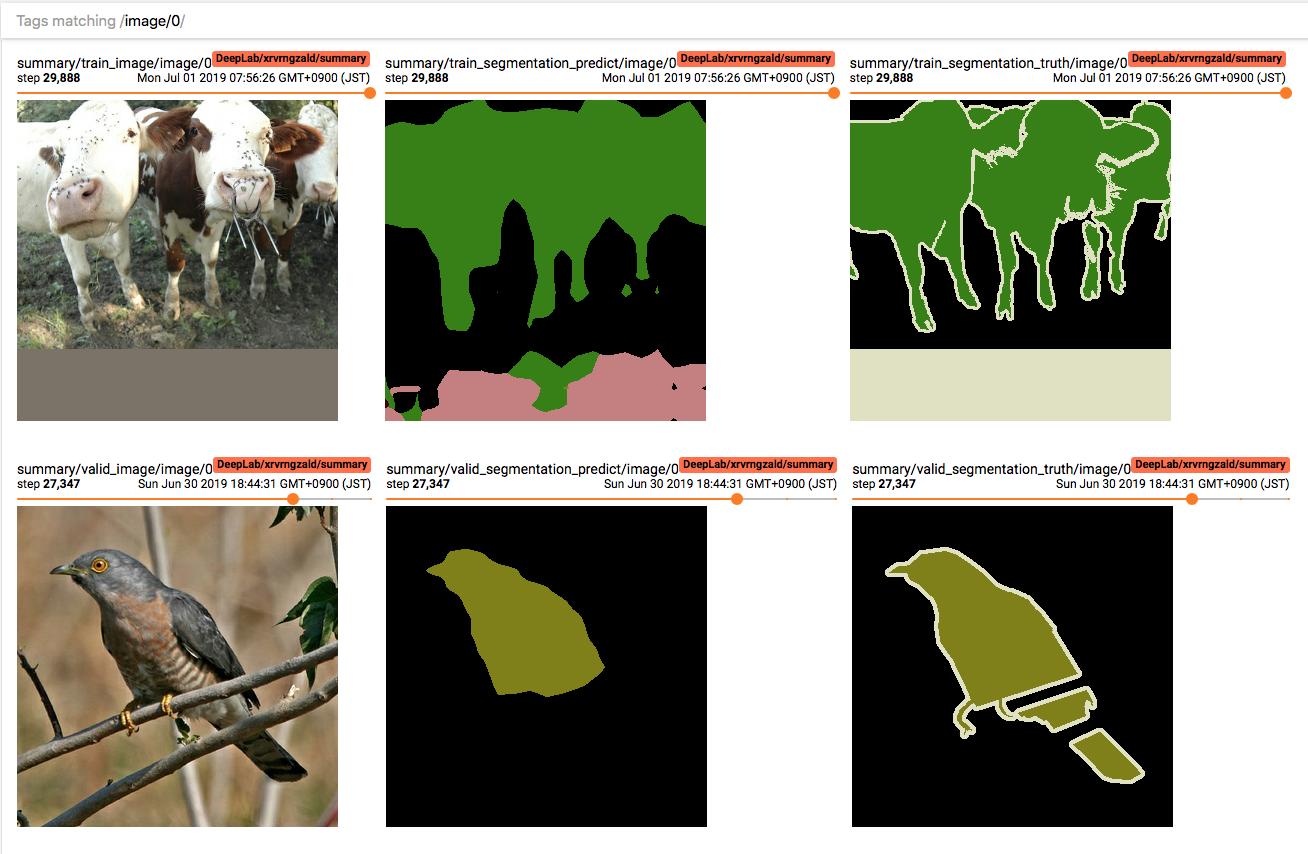 Tags matching /image/0/
summary/train_image/image/0 DeepLab/xrvrngzald/summary
step 29,888 Mon Jul 01 2019 07:56:26 GMT+0900 (JST)
summary/train_segmentation_predict/image/0 DeepLab/xrvrngzald/summary
step 29,888 Mon Jul 01 2019 07:56:26 GMT+0900 (JST)
summary/train_segmentation_truth/image/0 DeepLab/xrvrngzald/summary
step 29,888 Mon Jul 01 2019 07:56:26 GMT+0900 (JST)
summary/valid_image/image/0 DeepLab/xrvrngzald/summary
step 27,347 Sun Jun 30 2019 18:44:31 GMT+0900 (JST)
summary/valid_segmentation_predict/image/0 DeepLab/xrvrngzald/summary
step 27,347 Sun Jun 30 2019 18:44:31 GMT+0900 (JST)
summary/valid_segmentation_truth/image/0 DeepLab/xrvrngzald/summary
step 27,347 Sun Jun 30 2019 18:44:31 GMT+0900 (JST)